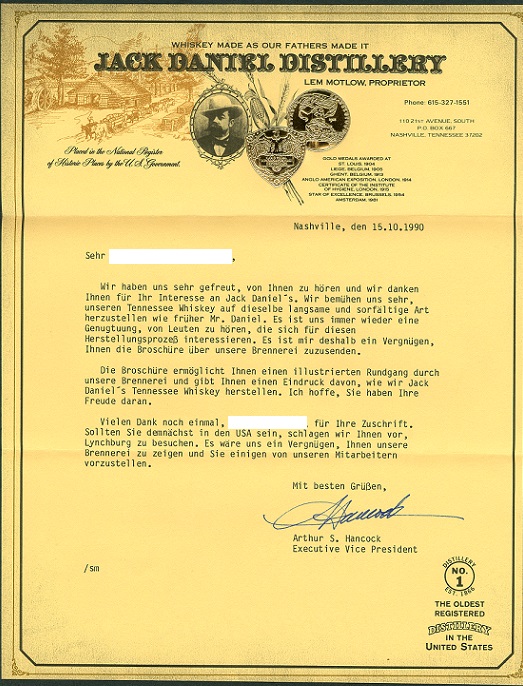 WHISKEY MADE AS OUR FATHERS MADE IT
JACK DANIEL DISTILLERY
LEM MOTLOW, PROPRIETOR
Phone: 615-327-1551
110 21ST AVENUE, SOUTH
P.O. BOX 667
NASHVILLE, TENNESSEE 37202
Placed in the National Register
of Historic Places by the U.S. Government.
GOLD MEDALS AWARDED AT
ST. LOUIS, 1904
LIEGE, BELGIUM, 1905
GHENT, BELGIUM, 1913
ANGLO AMERICAN EXPOSITION, LONDON, 1914
CERTIFICATE OF THE INSTITUTE
OF HYGIENE, LONDON, 1915
STAR OF EXCELLENCE, BRUSSELS, 1954
AMSTERDAM, 1981
Nashville, den 15.10.1990
Sehr ,
Wir haben uns sehr gefreut, von Ihnen zu hören und wir danken
Ihnen für Ihr Interesse an Jack Daniel´s. Wir bemühen uns sehr,
unseren Tennessee Whiskey auf dieselbe langsame und sorfältige Art
herzustellen wie früher Mr. Daniel. Es ist uns immer wieder eine
Genugtuung, von Leuten zu hören, die sich für diesen
Herstellungsprozeß interessieren. Es ist mir deshalb ein Vergnügen,
Ihnen die Broschüre über unsere Brennerei zuzusenden.
Die Broschüre ermöglicht Ihnen einen illustrierten Rundgang durch
unsere Brennerei und gibt Ihnen einen Eindruck davon, wie wir Jack
Daniel´s Tennessee Whiskey herstellen. Ich hoffe, Sie haben Ihre
Freude daran.
Vielen Dank noch einmal, , für Ihre Zuschrift.
Sollten Sie demnächst in den USA sein, schlagen wir Ihnen vor,
Lynchburg zu besuchen. Es wäre uns ein Vergnügen, Ihnen unsere
Brennerei zu zeigen und Sie einigen von unseren Mitarbeitern
vorzustellen.
Mit besten Grüßen,
Arthur S. Hancock
Executive Vice President
/sm
DISTILLERY
NO.
1
EST. 1866
THE OLDEST
REGISTERED
DISTILLERY
IN THE
UNITED STATES